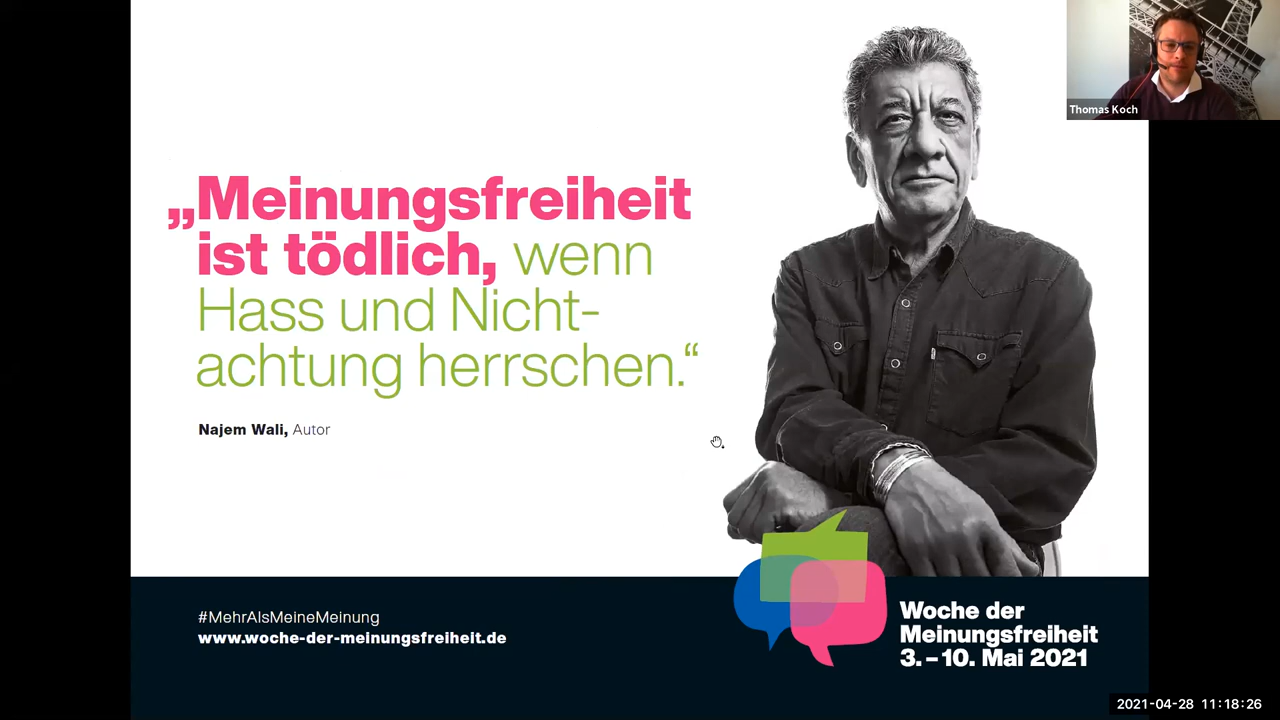 Thomas Koch
„Meinungsfreiheit
ist tödlich, wenn
Hass und Nicht-
achtung herrschen.“
Najem Wali, Autor
#MehrAlsMeineMeinung
www.woche-der-meinungsfreiheit.de
Woche der
Meinungsfreiheit
3. – 10. Mai 2021
2021-04-28 11:18:26